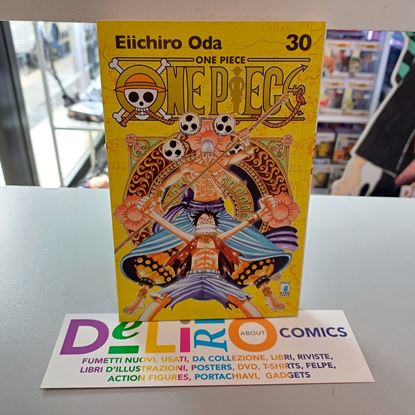 Eiichiro Oda 30
ONE PIECE
ONE PIECE
DeLiRiO ABOUT COMICS
FUMETTI NUOVI, USATI, DA COLLEZIONE, LIBRI, RIVISTE,
LIBRI D'ILLUSTRAZIONI, POSTERS, DVD, T-SHIRTS, FELPE,
ACTION FIGURES, PORTACHIAVI, GADGETS